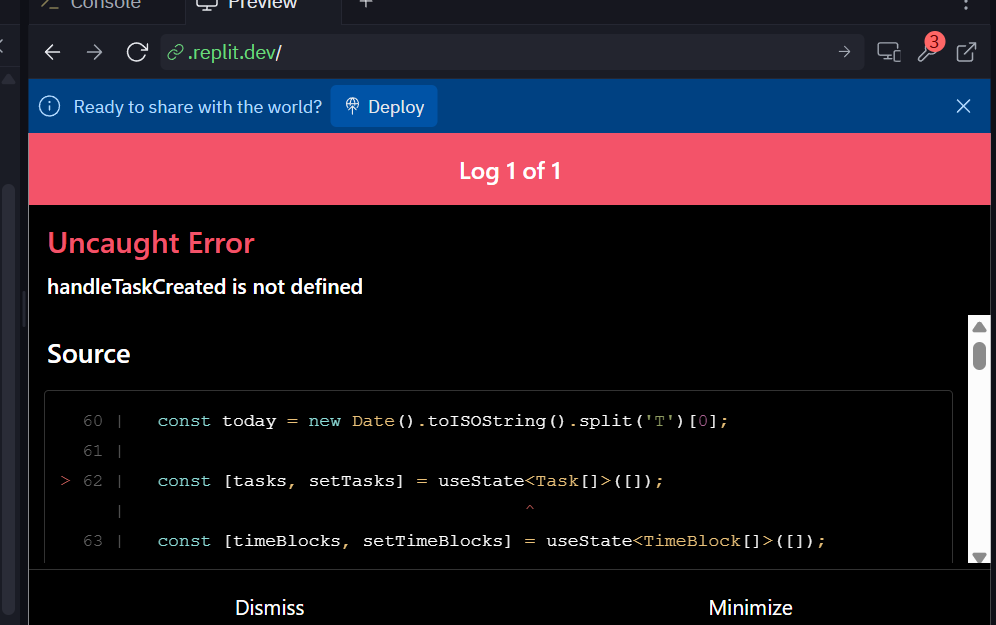 Console
Preview
.replit.dev/
3
Ready to share with the world?
Deploy
Log 1 of 1
Uncaught Error
handleTaskCreated is not defined
Source
60 | const today = new Date().toISOString().split('T')[0];
61 |
> 62 | const [tasks, setTasks] = useState<Task[]>([]);
| ^
63 | const [timeBlocks, setTimeBlocks] = useState<TimeBlock[]>([]);
Dismiss
Minimize